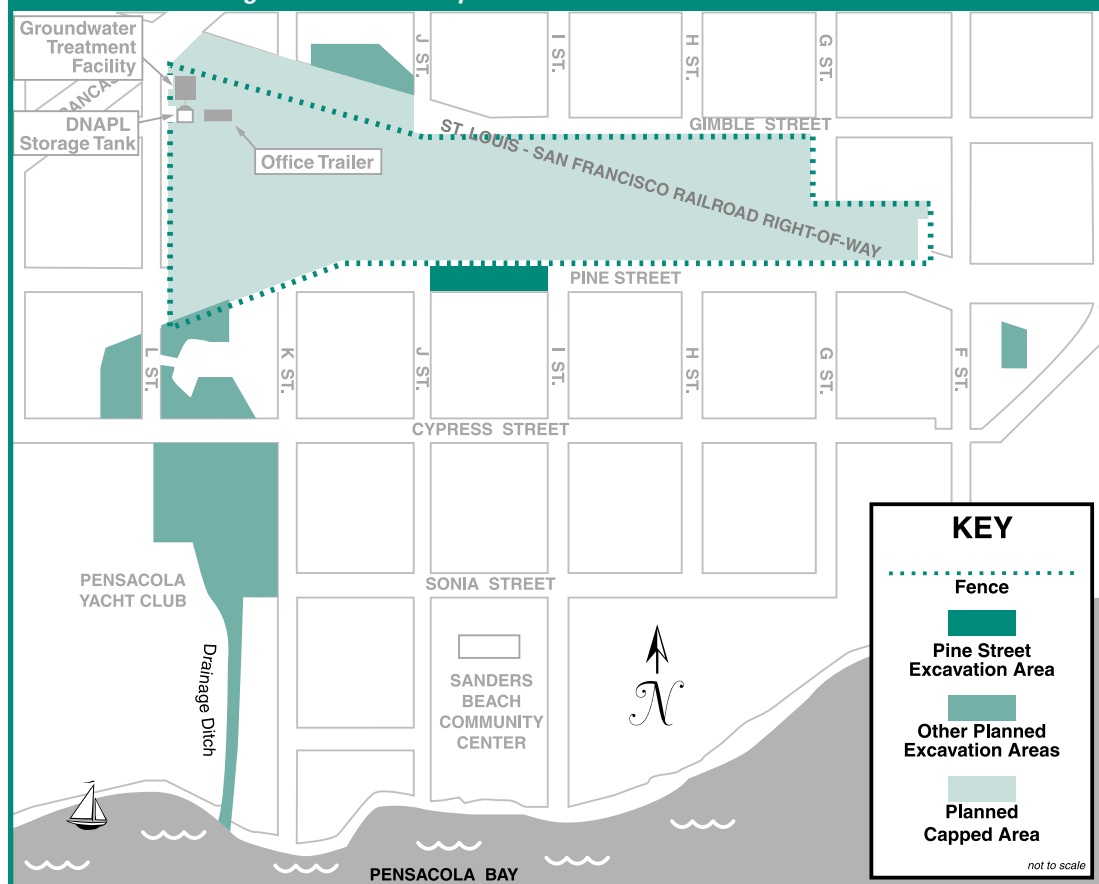 Groundwater
Treatment
Facility
DNAPL
Storage Tank
Office Trailer
J ST.
I ST.
H ST.
G ST.
GIMBLE STREET
ST. LOUIS - SAN FRANCISCO RAILROAD RIGHT-OF-WAY
PINE STREET
L ST.
K ST.
J ST.
I ST.
H ST.
G ST.
F ST.
CYPRESS STREET
PENSACOLA
YACHT CLUB
SONIA STREET
Drainage Ditch
SANDERS
BEACH
COMMUNITY
CENTER
N
PENSACOLA BAY
KEY
Fence
Pine Street
Excavation Area
Other Planned
Excavation Areas
Planned
Capped Area
not to scale